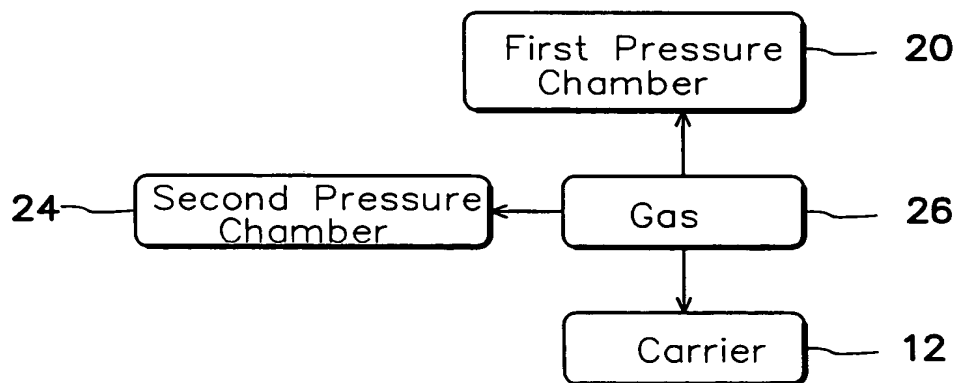 First Pressure
Chamber
20
24
Second Pressure
Chamber
Gas
26
Carrier
12